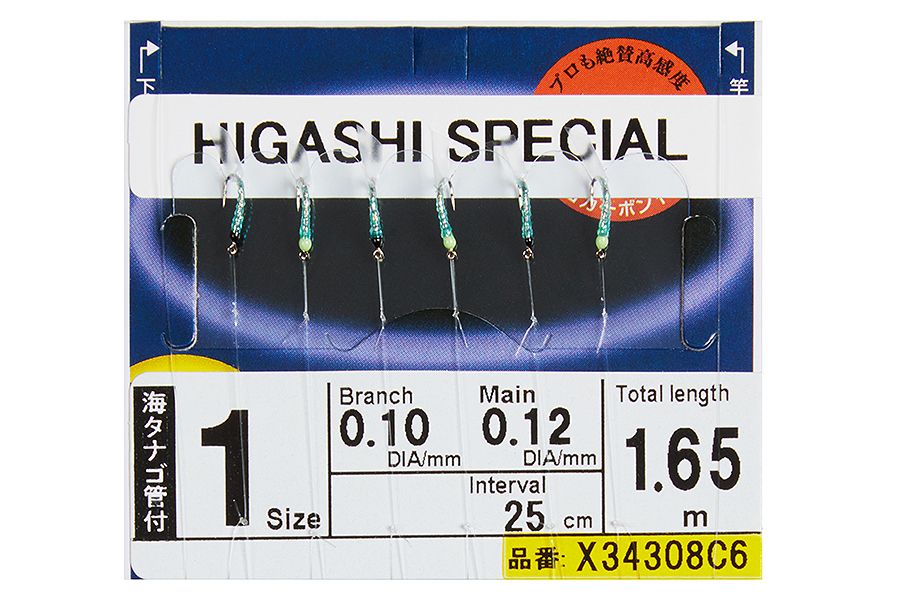 下
プロも絶賛高感度
竿
HIGASHI SPECIAL
海タナゴ管付
1 Size
Branch
0.10
DIA/mm
Main
0.12
DIA/mm
Interval
25 cm
Total length
1.65
m
品番: X34308C6